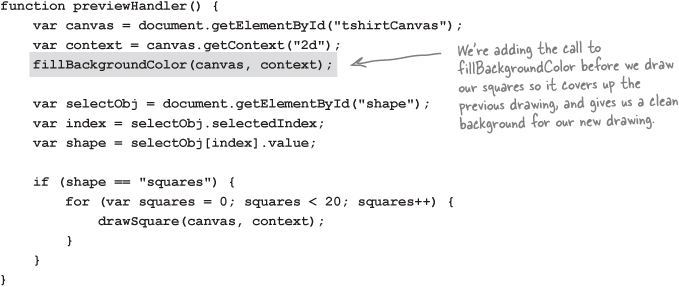 function previewHandler() {
    var canvas = document.getElementById("tshirtCanvas");
    var context = canvas.getContext("2d");
    fillBackgroundColor(canvas, context);

    var selectObj = document.getElementById("shape");
    var index = selectObj.selectedIndex;
    var shape = selectObj[index].value;

    if (shape == "squares") {
        for (var squares = 0; squares < 20; squares++) {
            drawSquare(canvas, context);
        }
    }
}
We're adding the call to
fillBackgroundColor before we draw
our squares so it covers up the
previous drawing, and gives us a clean
background for our new drawing.